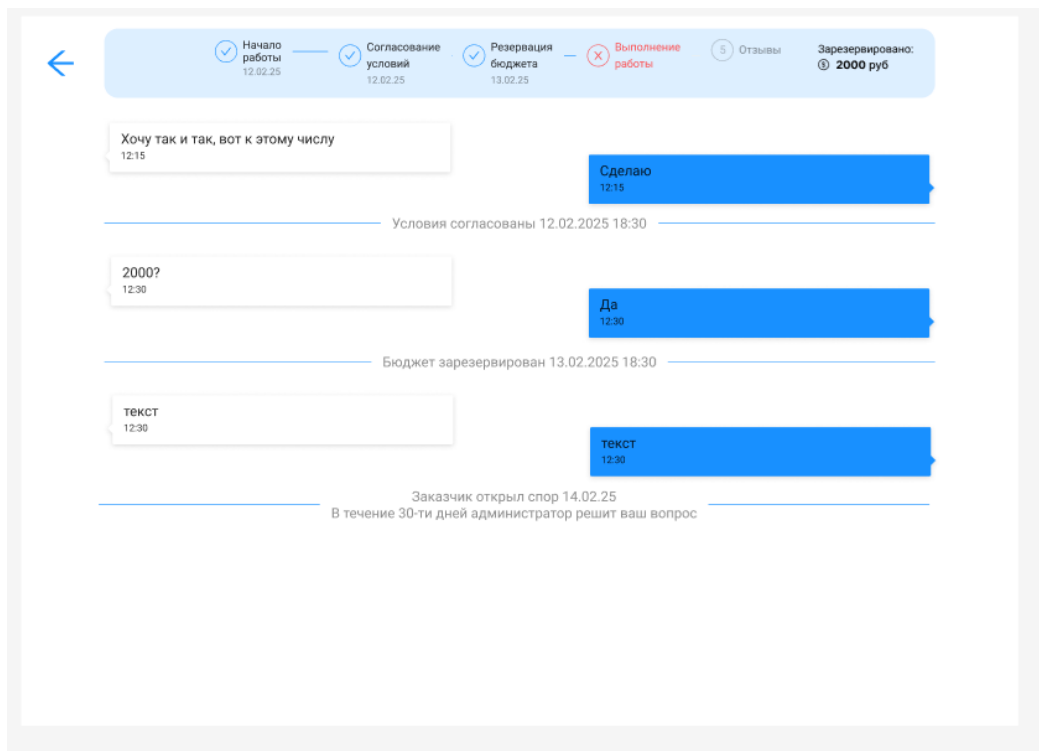 Начало
работы
12.02.25
Согласование
условий
12.02.25
Резервация
бюджета
13.02.25
Выполнение
работы
5 Отзывы
Зарезервировано:
2000 руб
Хочу так и так, вот к этому числу
12:15
Сделаю
12:15
Условия согласованы 12.02.2025 18:30
2000?
12:30
Да
12:30
Бюджет зарезервирован 13.02.2025 18:30
текст
12:30
текст
12:30
Заказчик открыл спор 14.02.25
В течение 30-ти дней администратор решит ваш вопрос